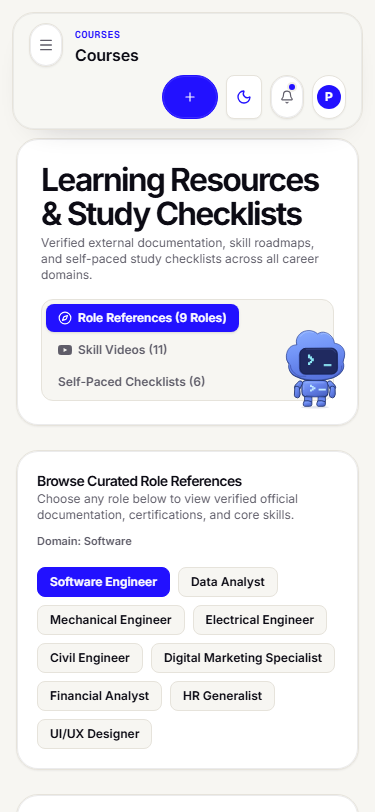 COURSES
Courses
P
Learning Resources
& Study Checklists
Verified external documentation, skill roadmaps,
and self-paced study checklists across all career
domains.
Role References (9 Roles)
Skill Videos (11)
Self-Paced Checklists (6)
Browse Curated Role References
Choose any role below to view verified official
documentation, certifications, and core skills.
Domain: Software
Software Engineer
Data Analyst
Mechanical Engineer
Electrical Engineer
Civil Engineer
Digital Marketing Specialist
Financial Analyst
HR Generalist
UI/UX Designer